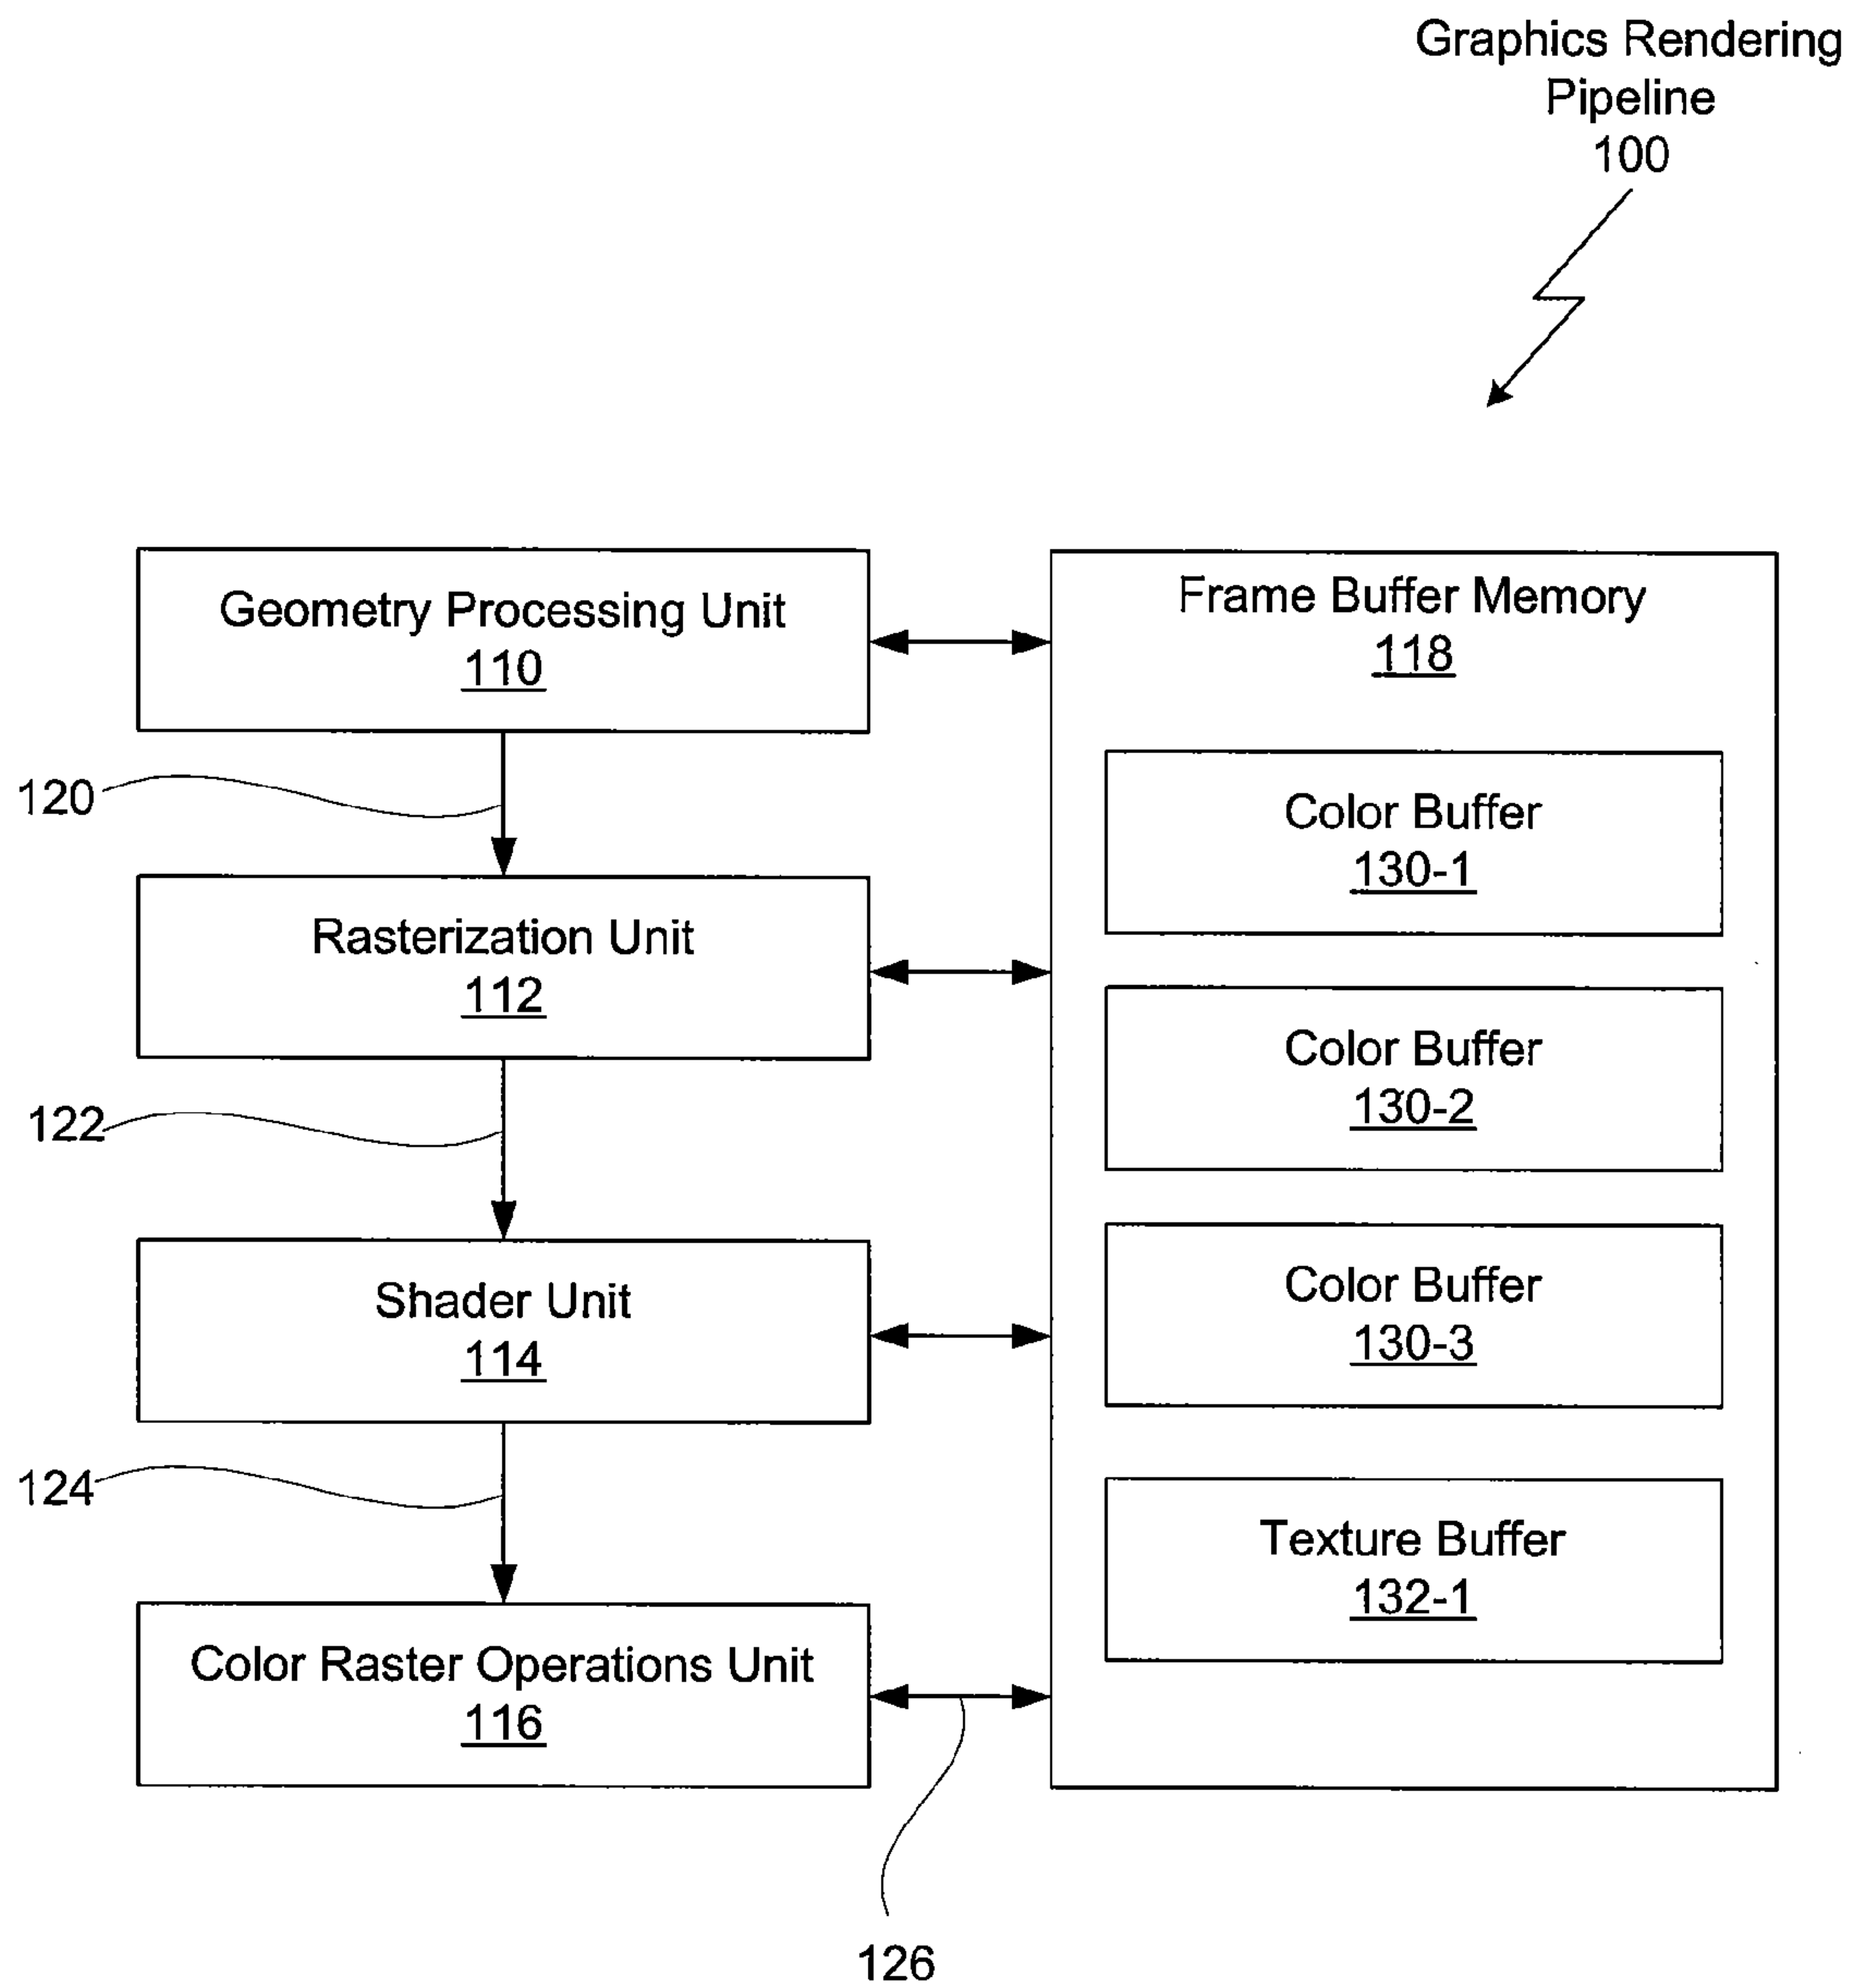 Graphics Rendering
Pipeline
100
Geometry Processing Unit
110
120
Rasterization Unit
112
122
Shader Unit
114
124
Color Raster Operations Unit
116
126
Frame Buffer Memory
118
Color Buffer
130-1
Color Buffer
130-2
Color Buffer
130-3
Texture Buffer
132-1